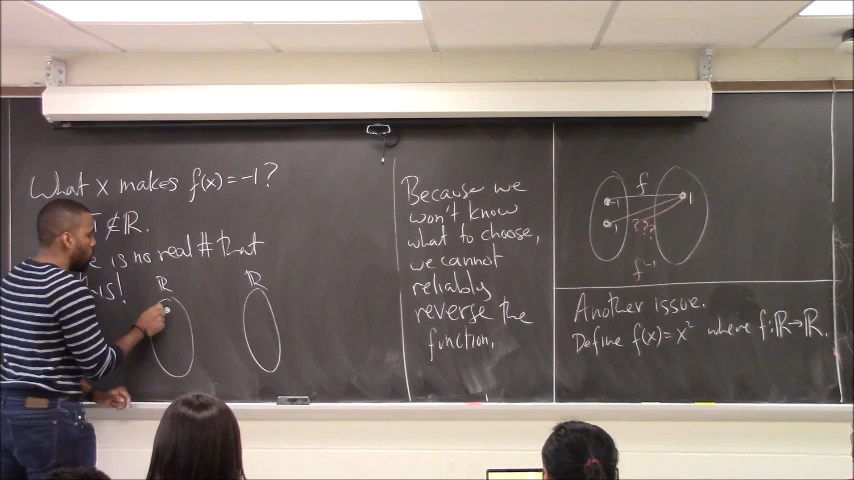 What x makes f(x)=-1?
∉ℝ.
is no real # that
is!
ℝ
ℝ
Because we
won't know
what to choose,
we cannot
reliably
reverse the
function.
f
-1
1
1
???
f⁻¹
Another issue.
Define f(x)=x² where f:ℝ→ℝ.